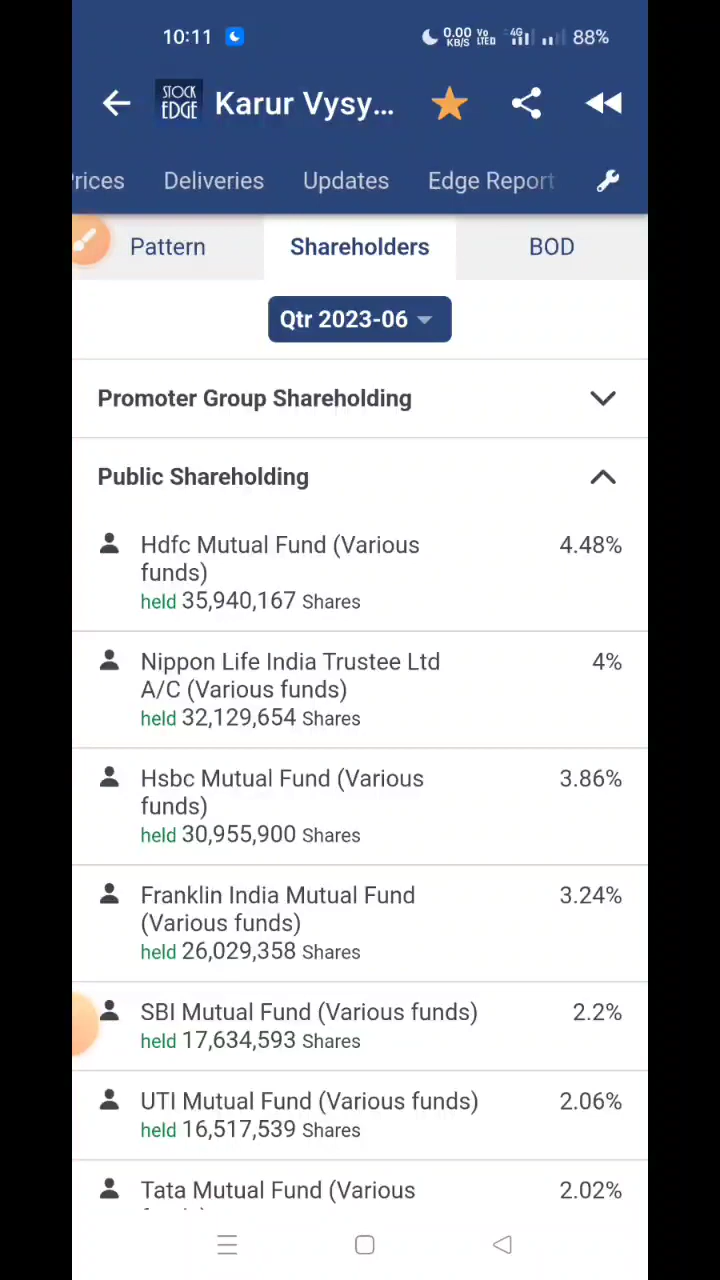 10:11 0.00 KB/S Vo LTED 4G 88%
STOCK EDGE Karur Vysy...
rices Deliveries Updates Edge Report
Pattern Shareholders BOD
Qtr 2023-06
Promoter Group Shareholding
Public Shareholding
Hdfc Mutual Fund (Various 4.48%
funds)
held 35,940,167 Shares
Nippon Life India Trustee Ltd 4%
A/C (Various funds)
held 32,129,654 Shares
Hsbc Mutual Fund (Various 3.86%
funds)
held 30,955,900 Shares
Franklin India Mutual Fund 3.24%
(Various funds)
held 26,029,358 Shares
SBI Mutual Fund (Various funds) 2.2%
held 17,634,593 Shares
UTI Mutual Fund (Various funds) 2.06%
held 16,517,539 Shares
Tata Mutual Fund (Various 2.02%